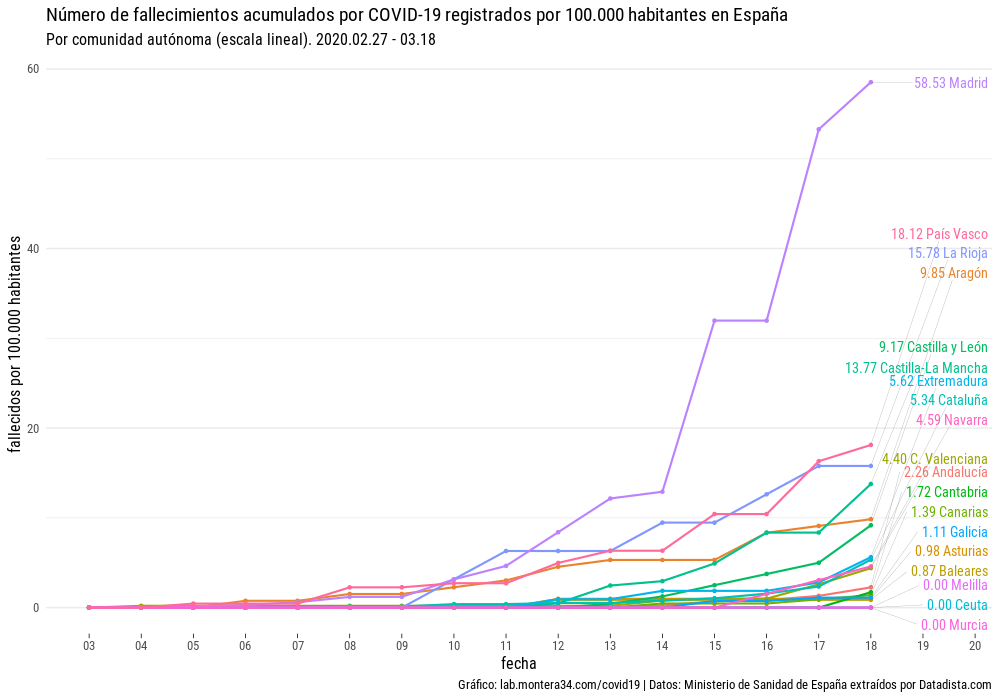 Número de fallecimientos acumulados por COVID-19 registrados por 100.000 habitantes en España
Por comunidad autónoma (escala lineal). 2020.02.27 - 03.18
fallecidos por 100.000 habitantes
60
40
20
0
58.53 Madrid
18.12 País Vasco
15.78 La Rioja
9.85 Aragón
9.17 Castilla y León
13.77 Castilla-La Mancha
5.62 Extremadura
5.34 Cataluña
4.59 Navarra
4.40 C. Valenciana
2.26 Andalucía
1.72 Cantabria
1.39 Canarias
1.11 Galicia
0.98 Asturias
0.87 Baleares
0.00 Melilla
0.00 Ceuta
0.00 Murcia
03 04 05 06 07 08 09 10 11 12 13 14 15 16 17 18 19 20
fecha
Gráfico: lab.montera34.com/covid19 | Datos: Ministerio de Sanidad de España extraídos por Datadista.com